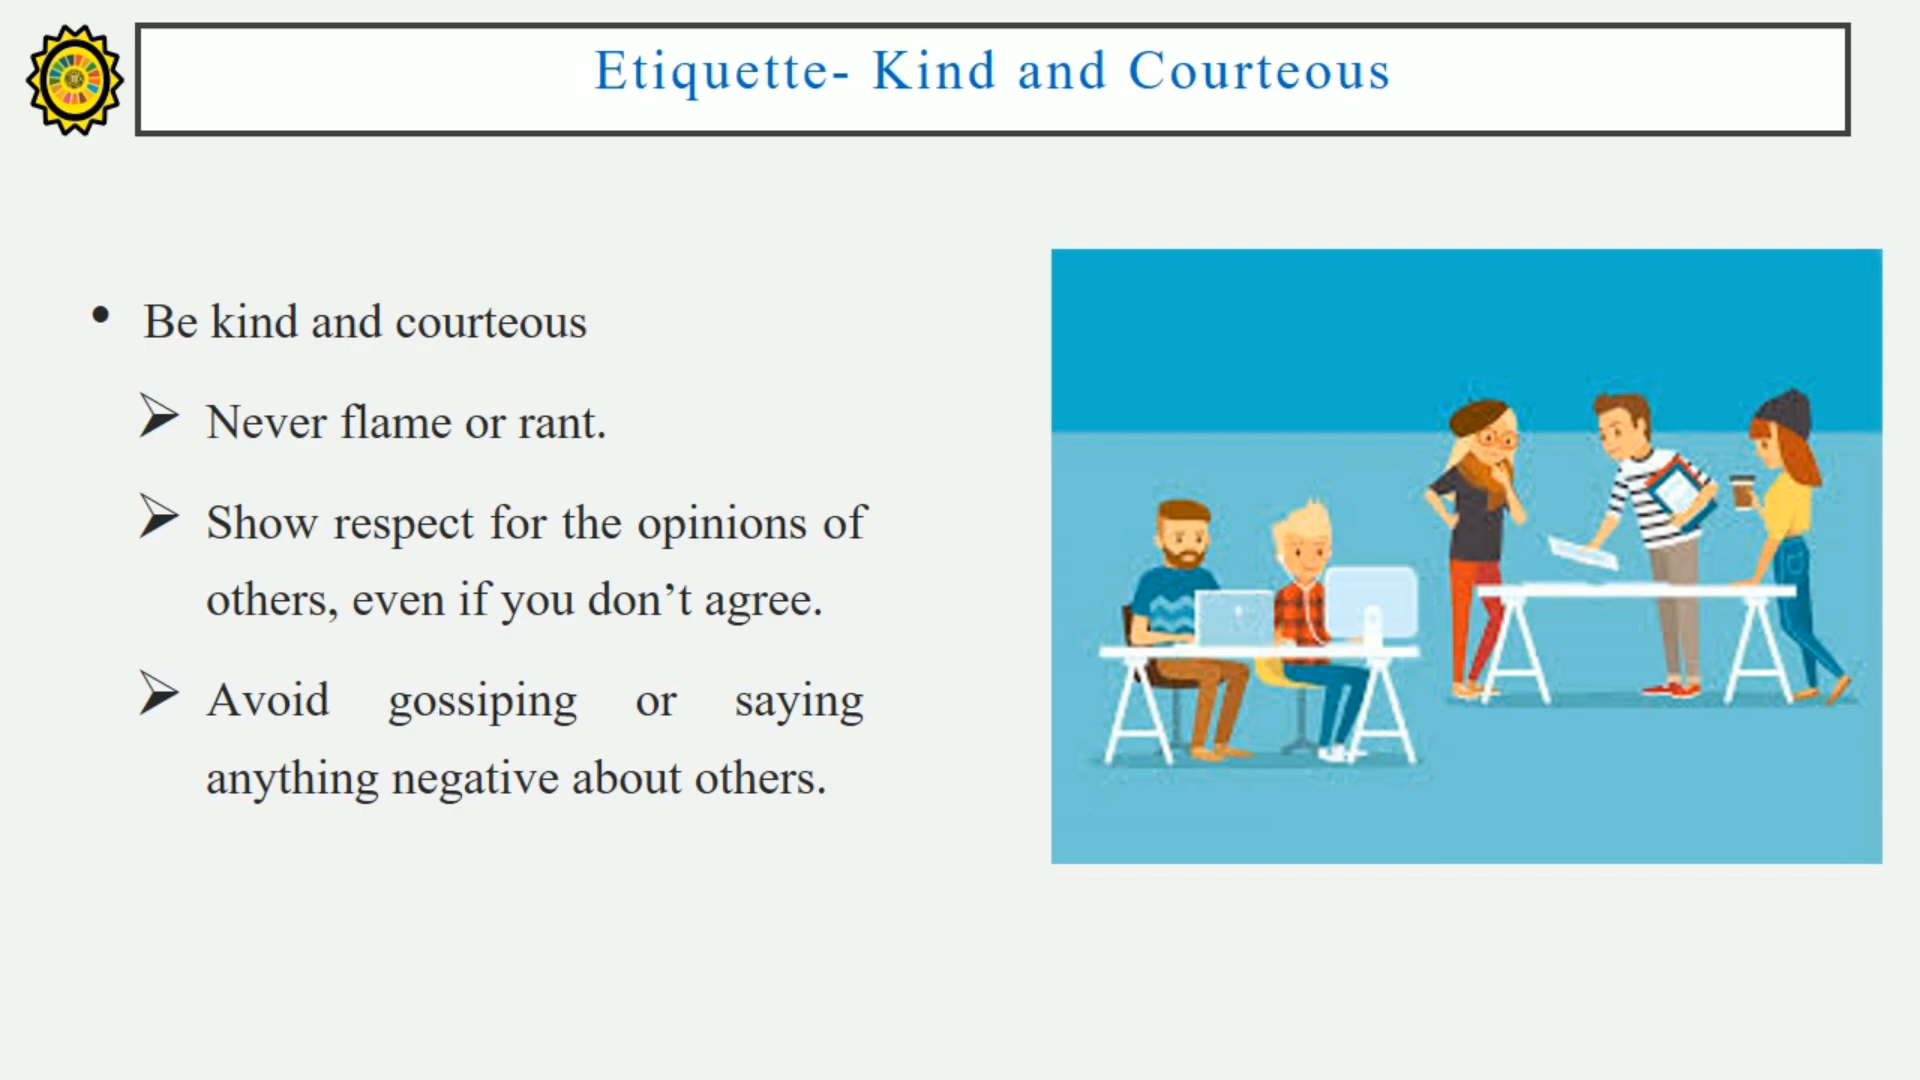 Etiquette- Kind and Courteous
• Be kind and courteous
➢ Never flame or rant.
➢ Show respect for the opinions of
others, even if you don’t agree.
➢ Avoid gossiping or saying
anything negative about others.